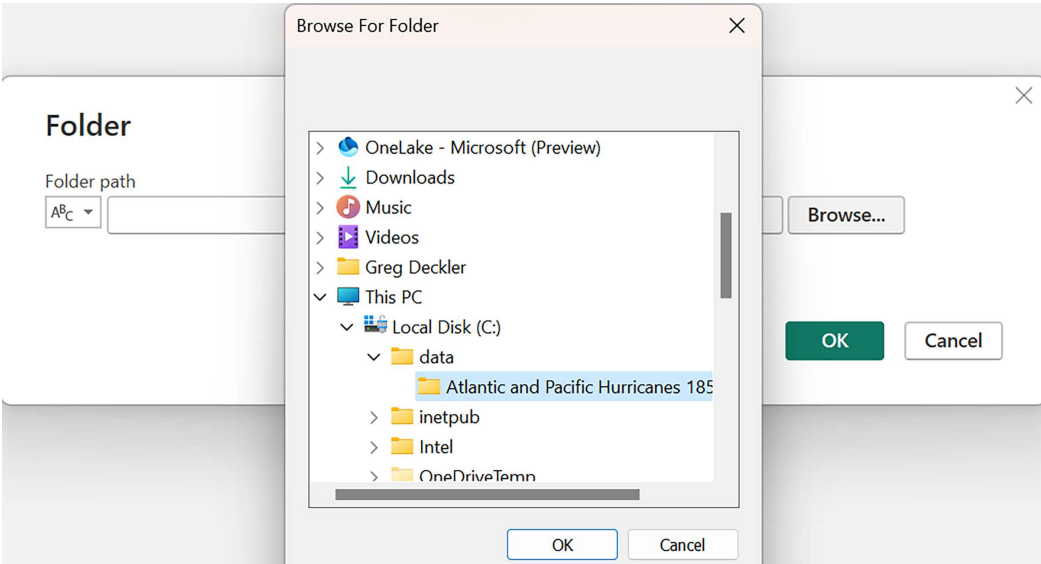 Browse For Folder
Folder
Folder path
ABC
Browse...
OneLake - Microsoft (Preview)
Downloads
Music
Videos
Greg Deckler
This PC
Local Disk (C:)
data
Atlantic and Pacific Hurricanes 185
inetpub
Intel
OneDriveTemp
OK Cancel
OK Cancel